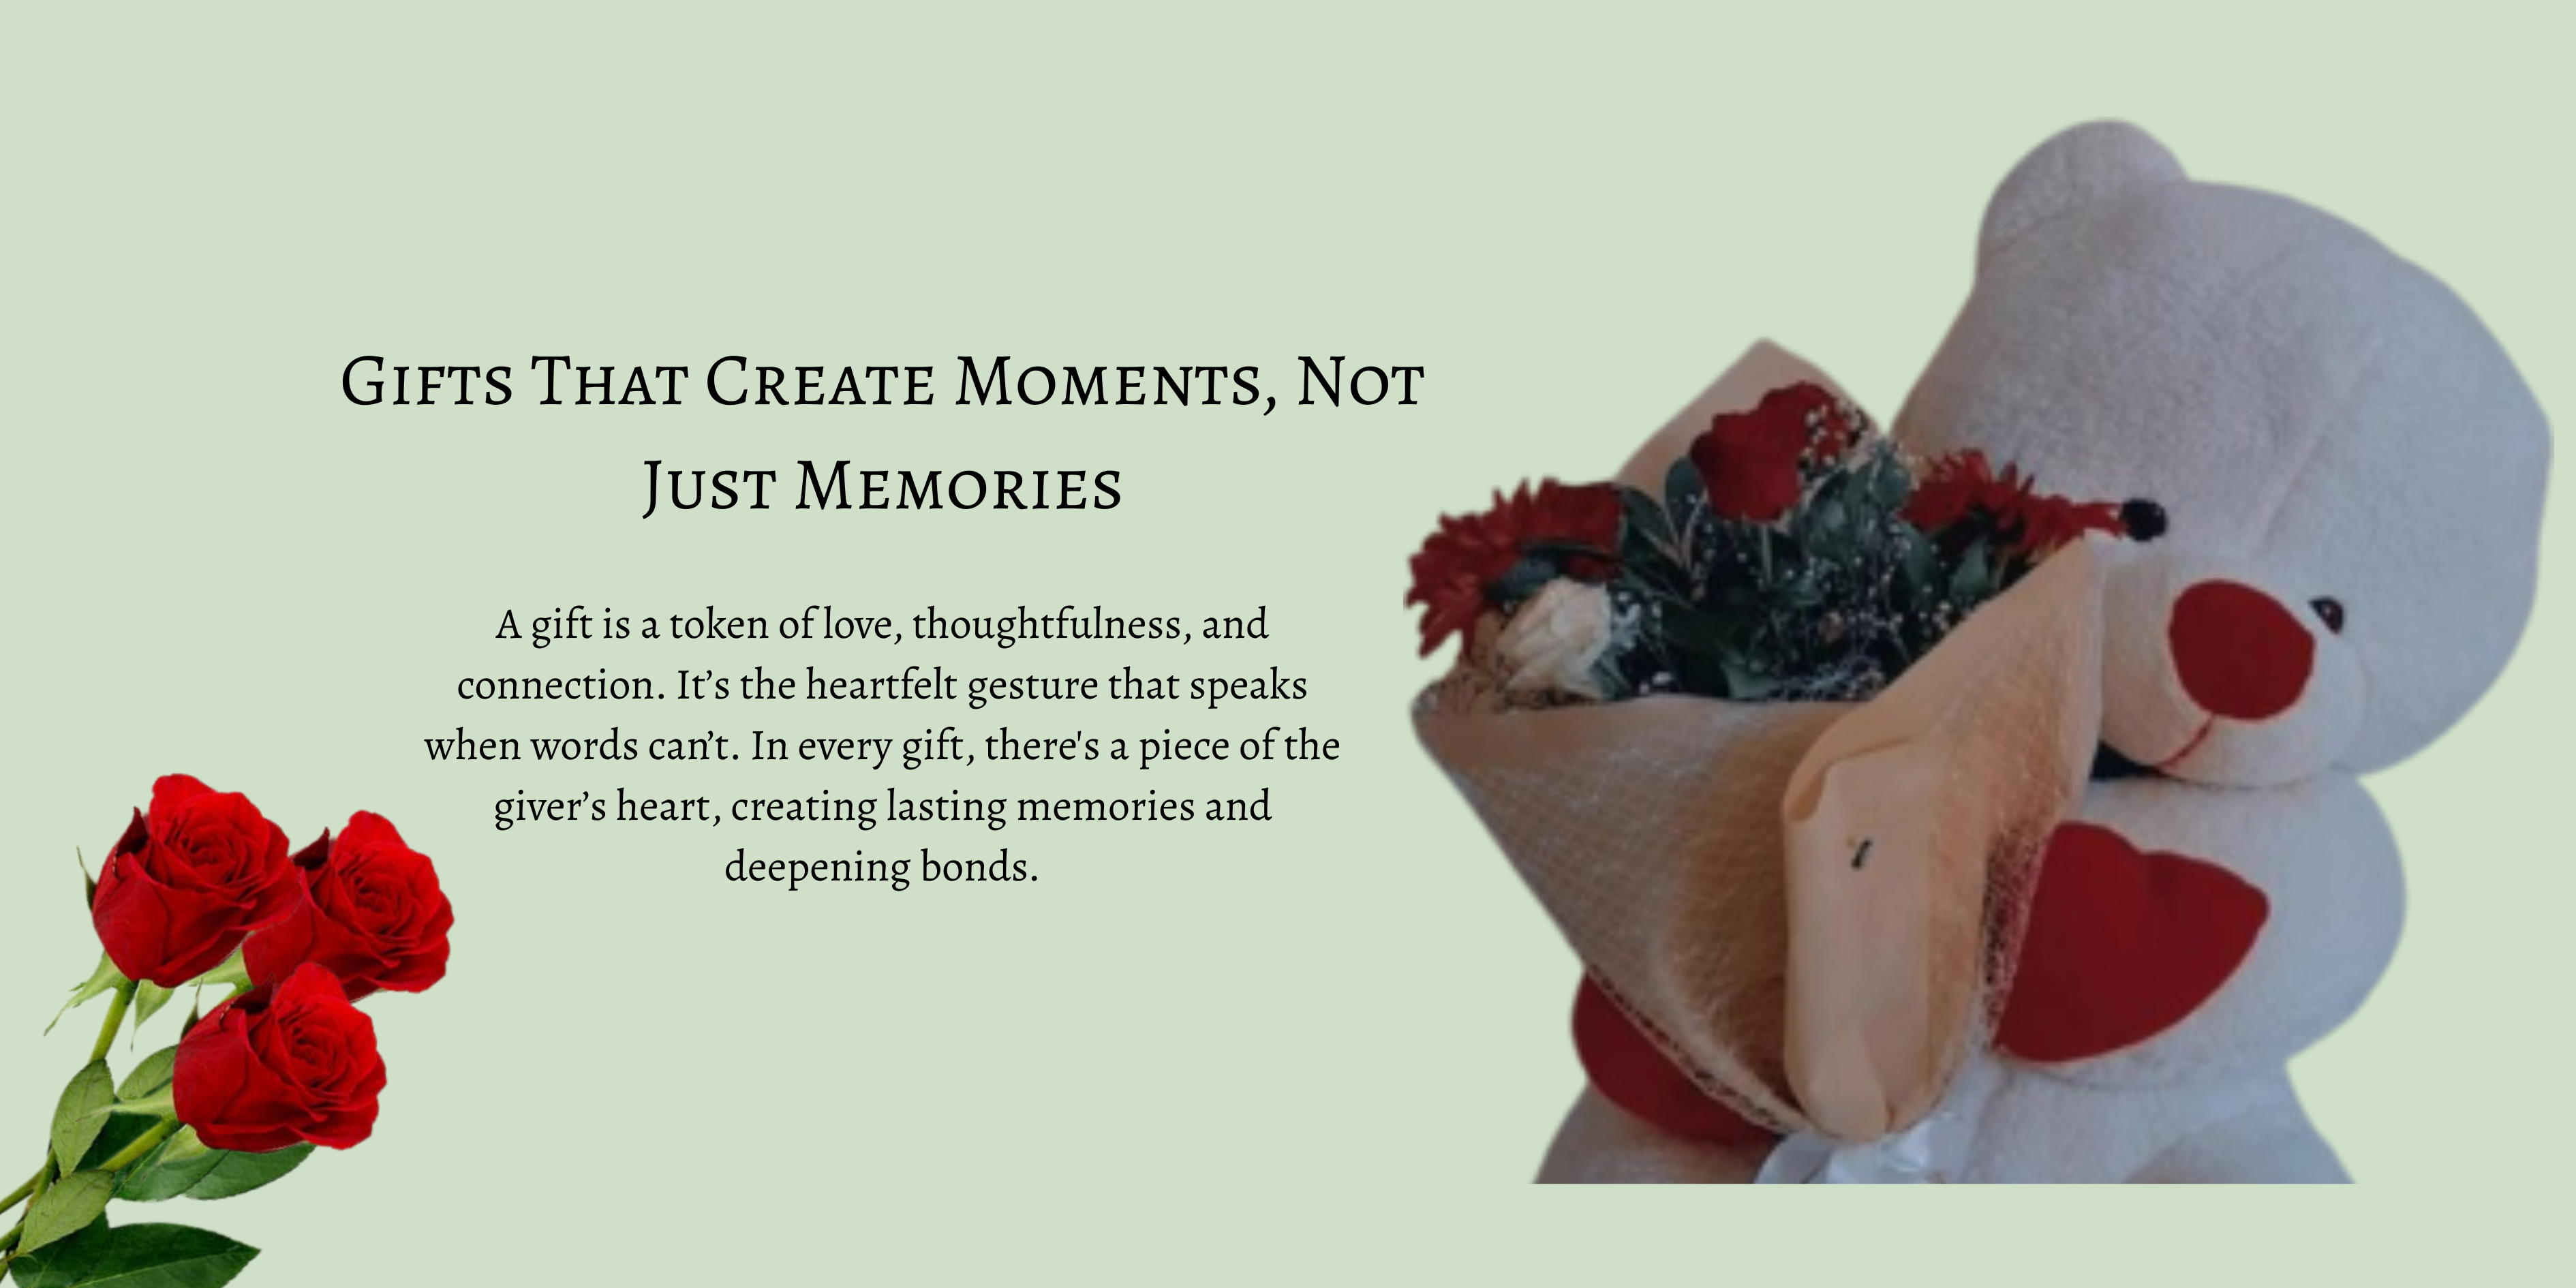 Gifts That Create Moments, Not
Just Memories
A gift is a token of love, thoughtfulness, and
connection. It’s the heartfelt gesture that speaks
when words can’t. In every gift, there's a piece of the
giver’s heart, creating lasting memories and
deepening bonds.